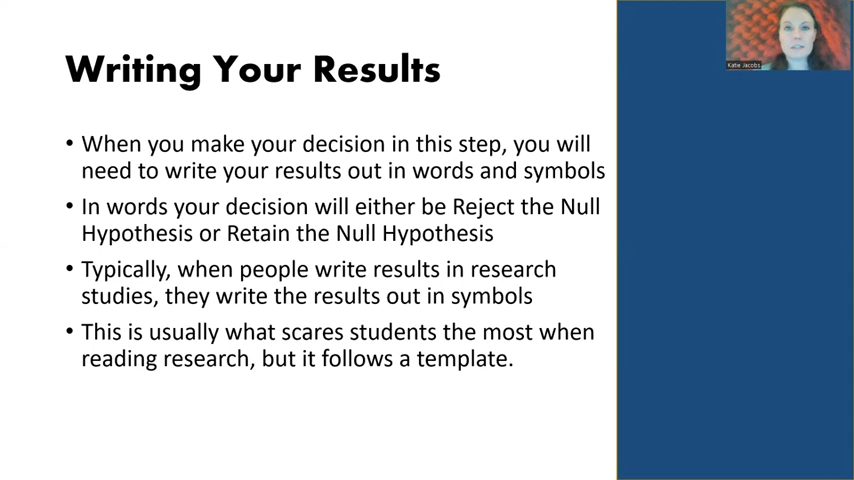 Writing Your Results
Katie Jacobs
• When you make your decision in this step, you will
need to write your results out in words and symbols
• In words your decision will either be Reject the Null
Hypothesis or Retain the Null Hypothesis
• Typically, when people write results in research
studies, they write the results out in symbols
• This is usually what scares students the most when
reading research, but it follows a template.